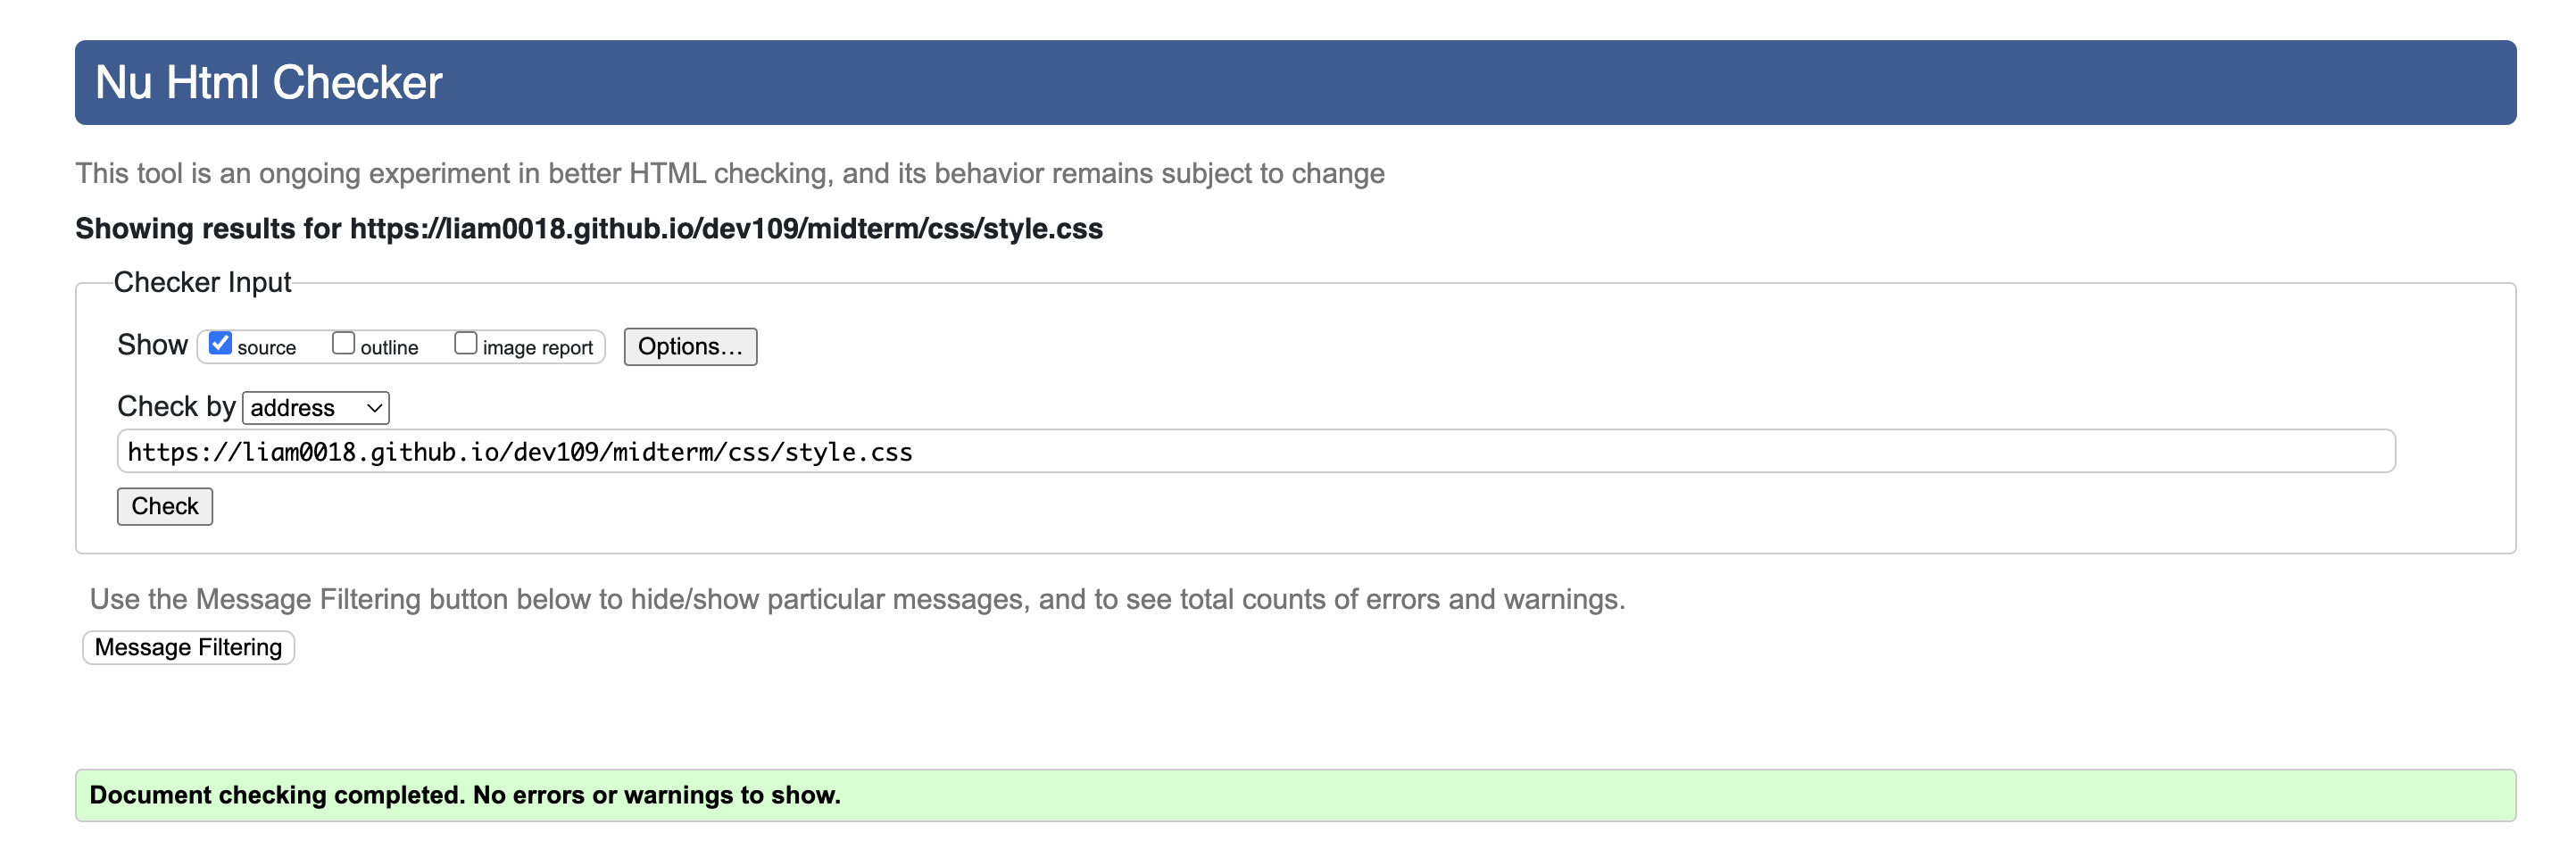 Nu Html Checker
This tool is an ongoing experiment in better HTML checking, and its behavior remains subject to change
Showing results for https://liam0018.github.io/dev109/midterm/css/style.css
Checker Input
Show source outline image report Options...
Check by address
https://liam0018.github.io/dev109/midterm/css/style.css
Check
Use the Message Filtering button below to hide/show particular messages, and to see total counts of errors and warnings.
Message Filtering
Document checking completed. No errors or warnings to show.